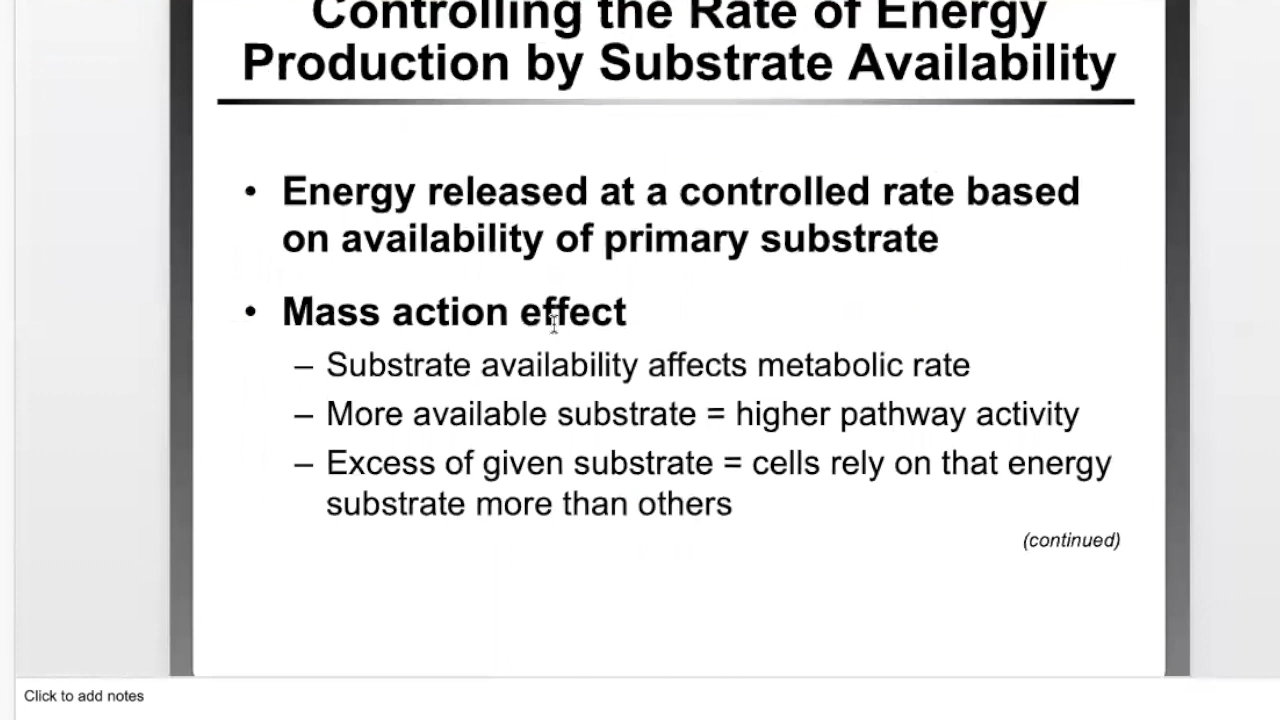 Controlling the Rate of Energy
Production by Substrate Availability
• Energy released at a controlled rate based
on availability of primary substrate
• Mass action effect
– Substrate availability affects metabolic rate
– More available substrate = higher pathway activity
– Excess of given substrate = cells rely on that energy
substrate more than others
(continued)
Click to add notes